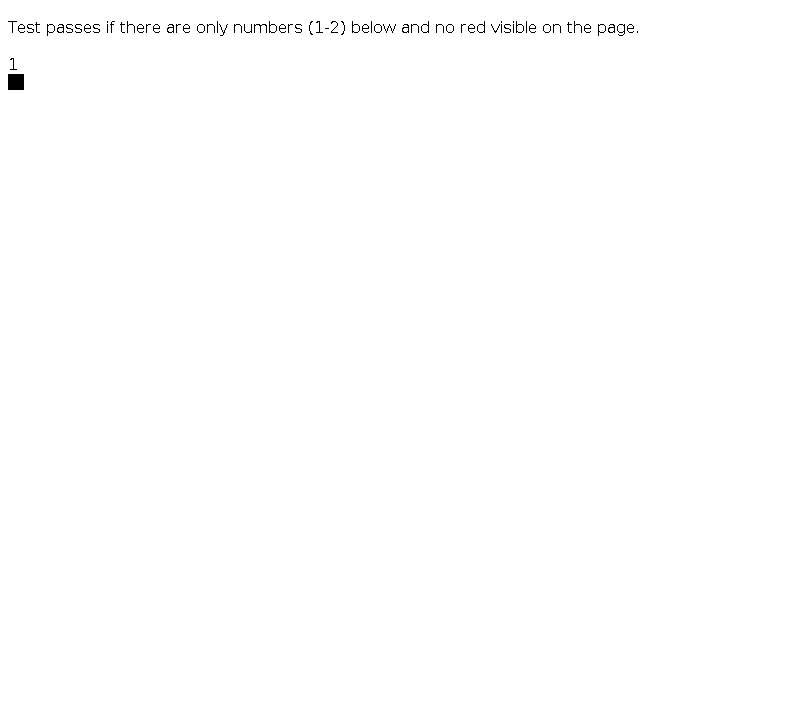 Test passes if there are only numbers (1-2) below and no red visible on the page.
1